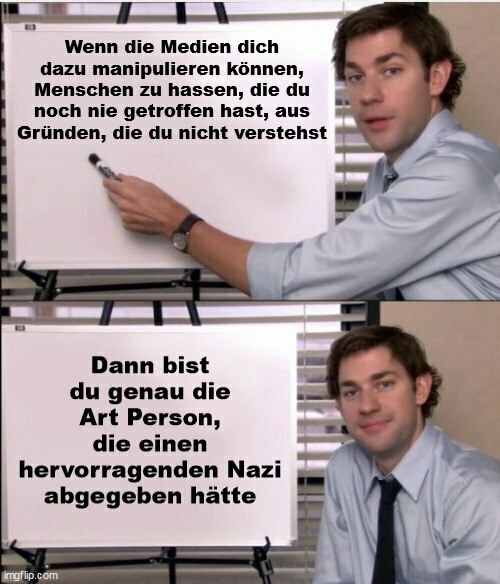 Wenn die Medien dich
dazu manipulieren können,
Menschen zu hassen, die du
noch nie getroffen hast, aus
Gründen, die du nicht verstehst
Dann bist
du genau die
Art Person,
die einen
hervorragenden Nazi
abgegeben hätte
imgflip.com